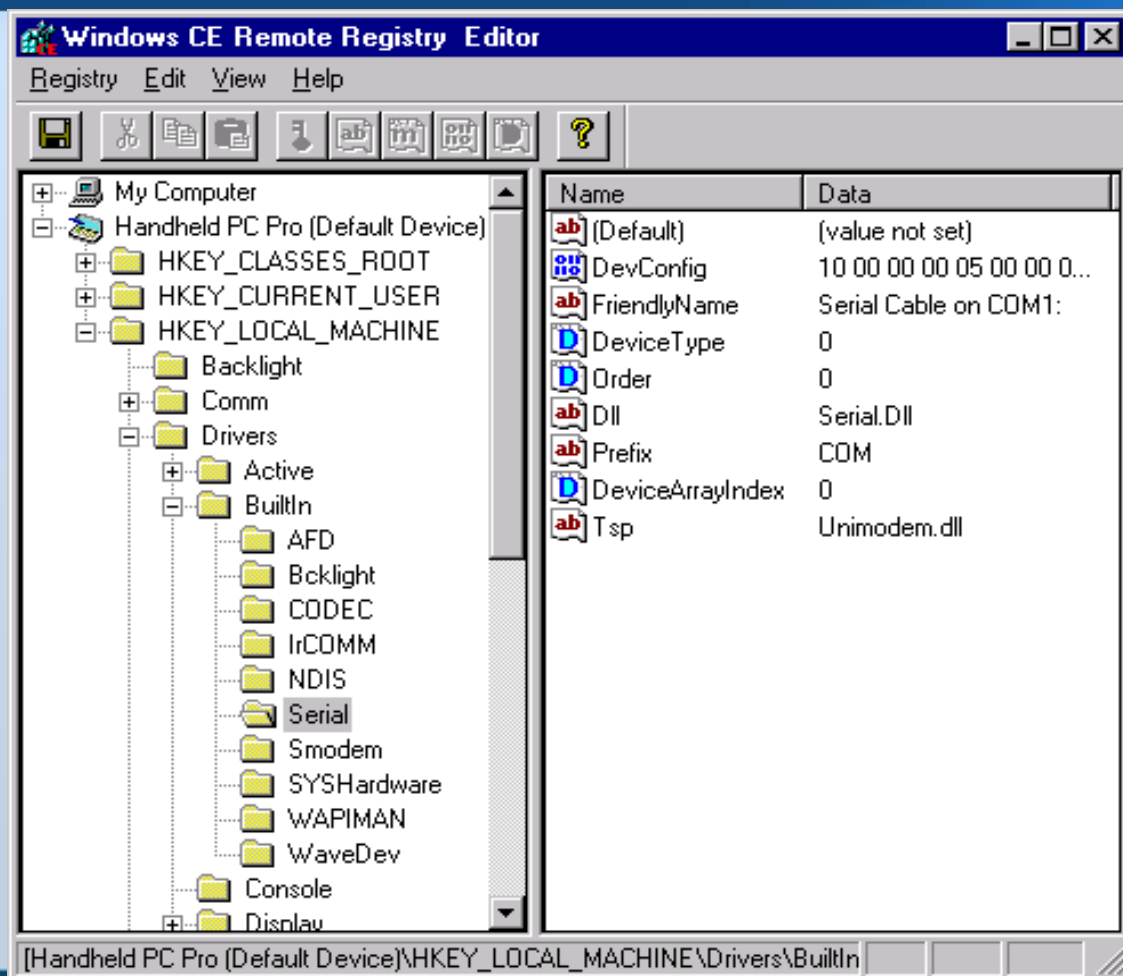 Windows CE Remote Registry Editor
Registry Edit View Help
My Computer
Handheld PC Pro (Default Device)
HKEY_CLASSES_ROOT
HKEY_CURRENT_USER
HKEY_LOCAL_MACHINE
Backlight
Comm
Drivers
Active
BuiltIn
AFD
Bcklight
CODEC
IrCOMM
NDIS
Serial
Smodem
SYSHardware
WAPIMAN
WaveDev
Console
Display
Name Data
(Default) (value not set)
DevConfig 10 00 00 00 05 00 00 0...
FriendlyName Serial Cable on COM1:
DeviceType 0
Order 0
Dll Serial.Dll
Prefix COM
DeviceArrayIndex 0
Tsp Unimodem.dll
[Handheld PC Pro (Default Device)\HKEY_LOCAL_MACHINE\Drivers\BuiltIn